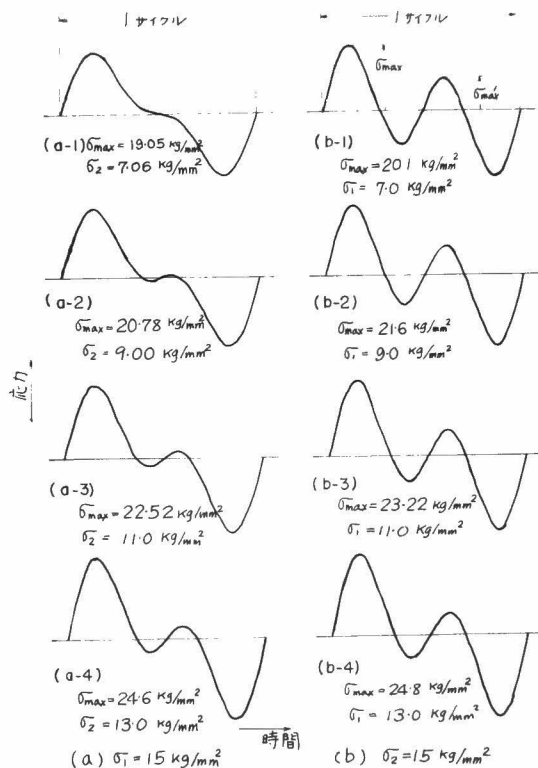 1サイクル
1サイクル
σmax
σ'max
(a-1) σmax = 19.05 kg/mm²
σ2 = 7.06 kg/mm²
(b-1)
σmax = 20.1 kg/mm²
σ1 = 7.0 kg/mm²
(a-2)
σmax = 20.78 kg/mm²
σ2 = 9.00 kg/mm²
(b-2)
σmax = 21.6 kg/mm²
σ1 = 9.0 kg/mm²
応力
(a-3)
σmax = 22.52 kg/mm²
σ2 = 11.0 kg/mm²
(b-3)
σmax = 23.22 kg/mm²
σ1 = 11.0 kg/mm²
(a-4)
σmax = 24.6 kg/mm²
σ2 = 13.0 kg/mm²
(b-4)
σmax = 24.8 kg/mm²
σ1 = 13.0 kg/mm²
時間
(a) σ1 = 15 kg/mm²
(b) σ2 = 15 kg/mm²